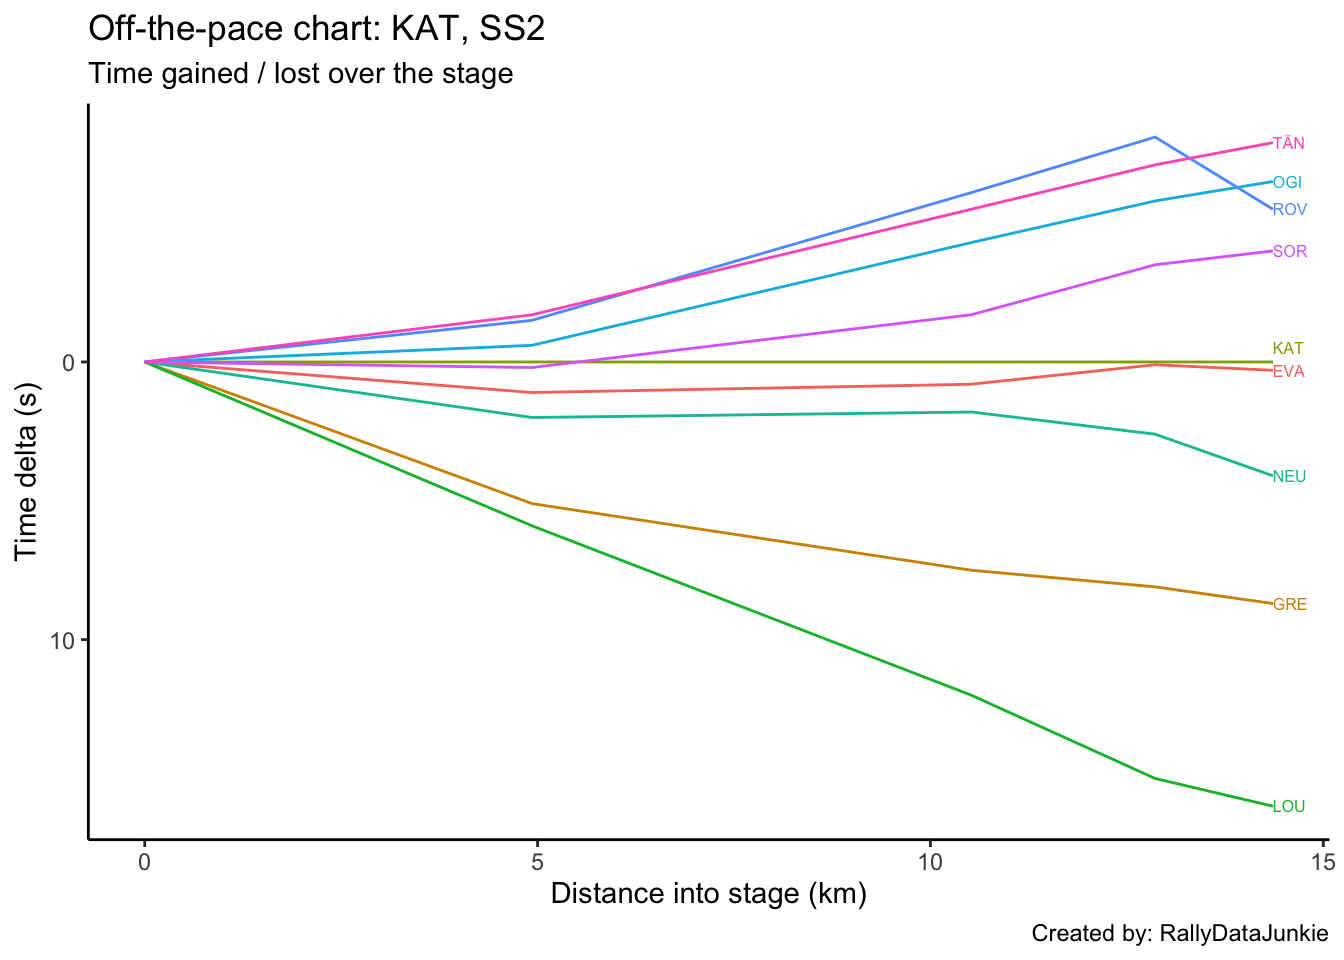 Off-the-pace chart: KAT, SS2
Time gained / lost over the stage
TÄN
OGI
ROV
SOR
KAT
0
EVA
NEU
GRE
10
LOU
0 5 10 15
Time delta (s)
Distance into stage (km)
Created by: RallyDataJunkie